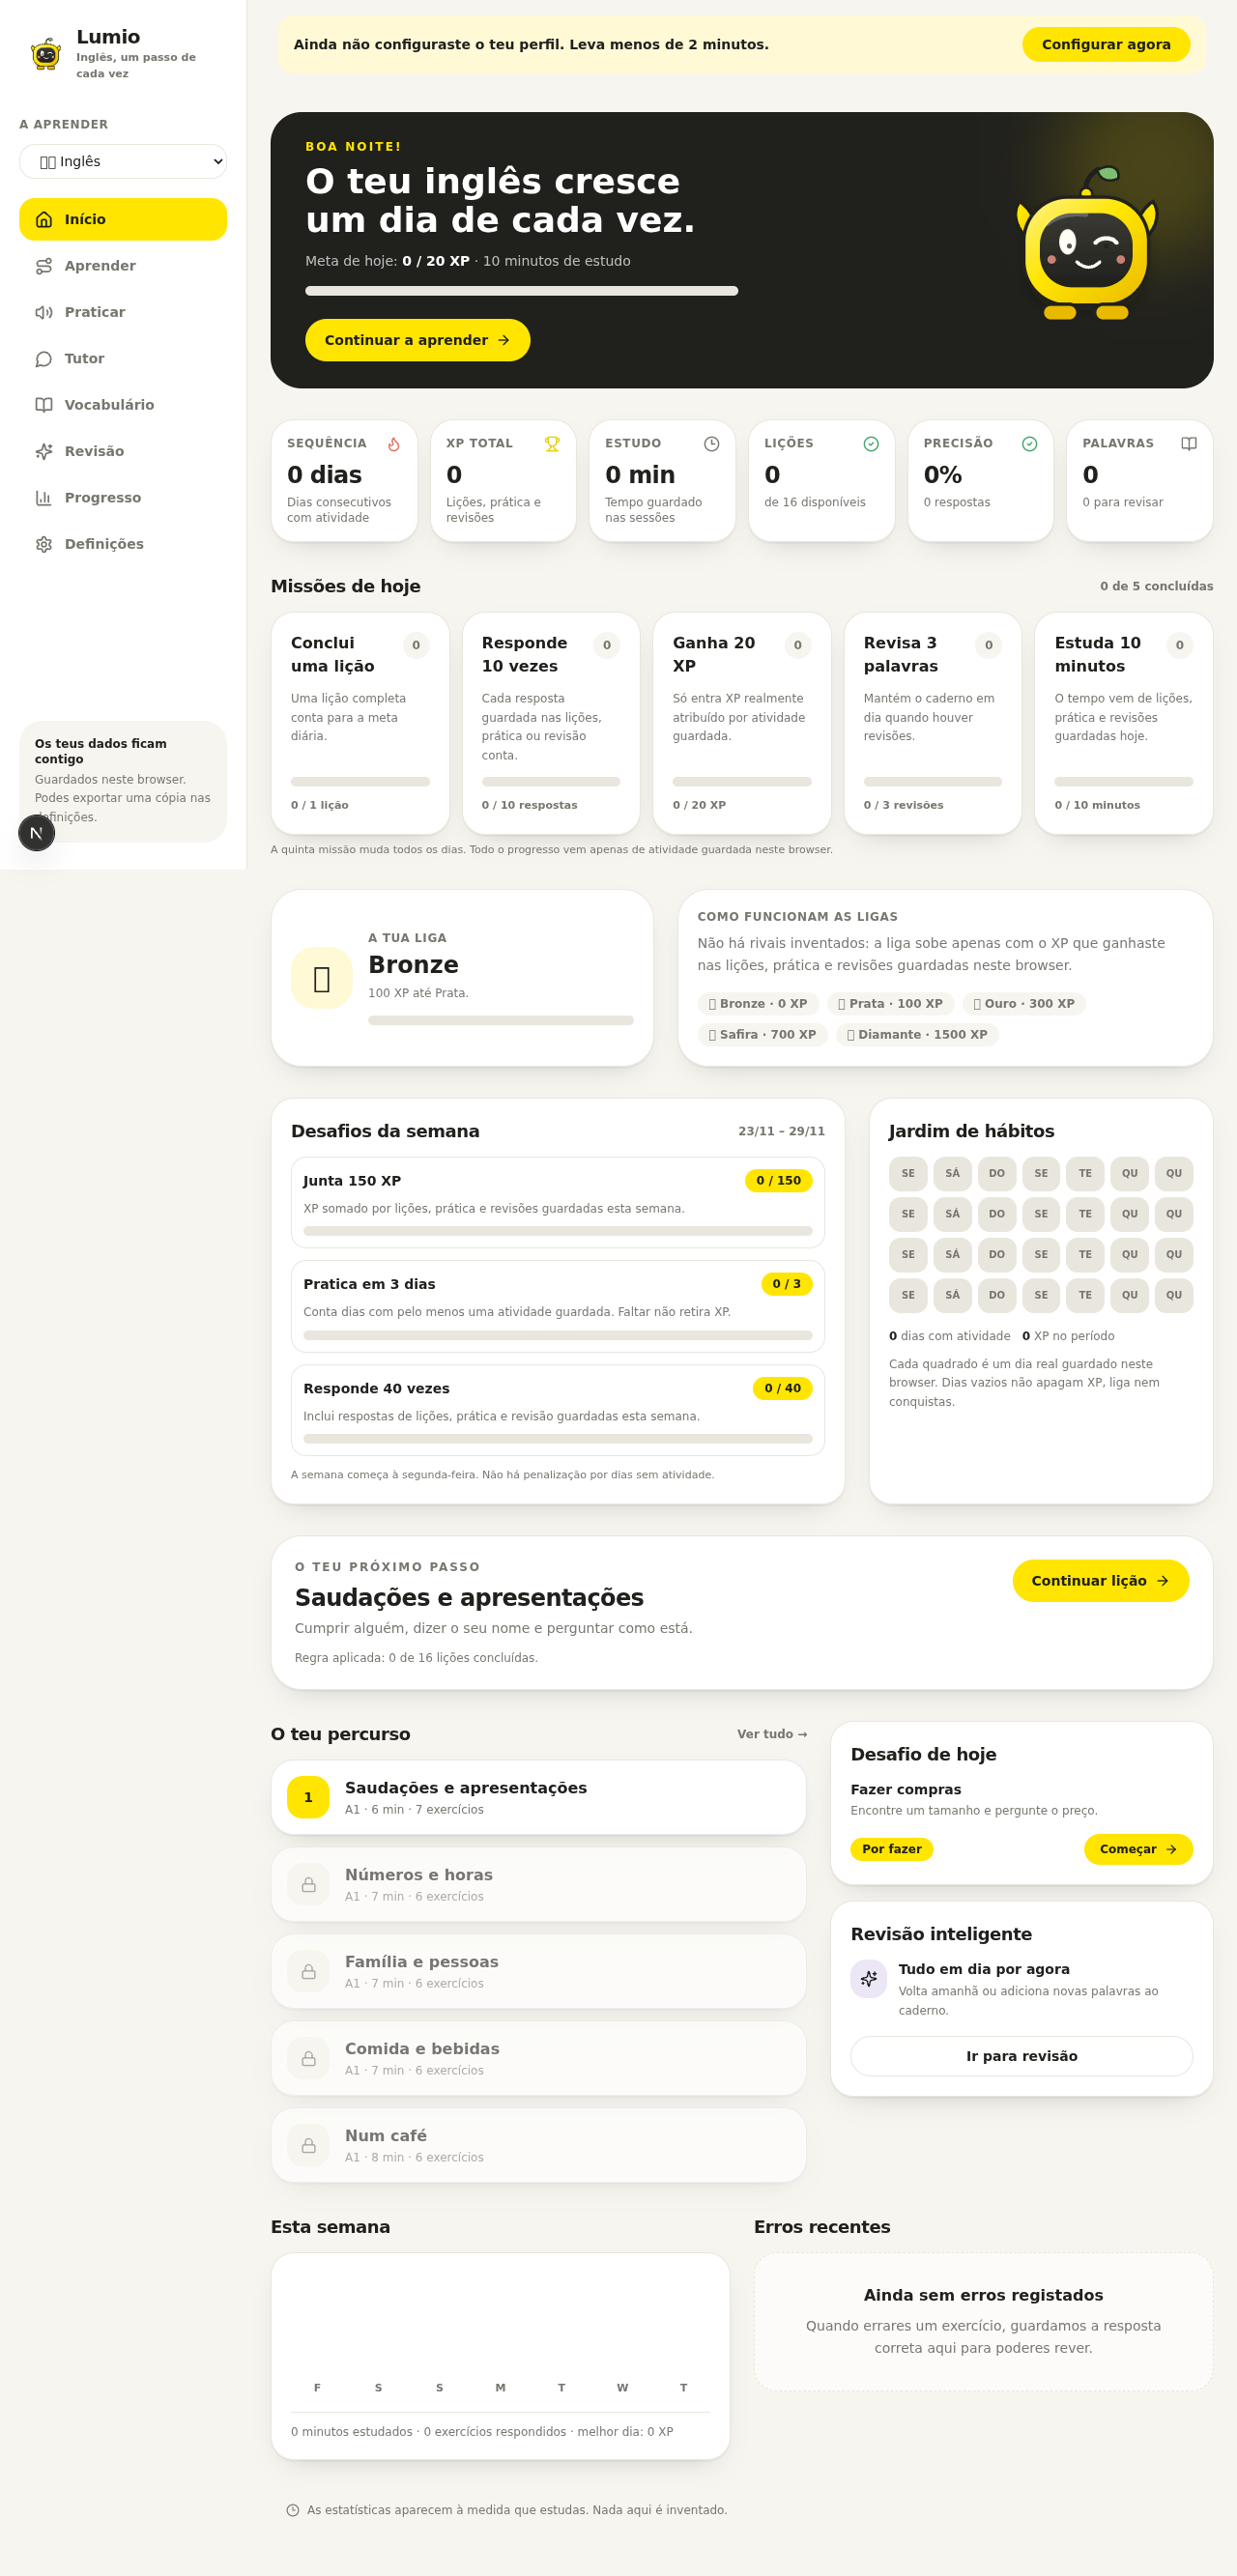 Lumio
Inglês, um passo de
cada vez
A APRENDER
Inglês
Início
Aprender
Praticar
Tutor
Vocabulário
Revisão
Progresso
Definições
Os teus dados ficam
contigo
Guardados neste browser.
Podes exportar uma cópia nas
definições.
N
Ainda não configuraste o teu perfil. Leva menos de 2 minutos.
Configurar agora
BOA NOITE!
O teu inglês cresce
um dia de cada vez.
Meta de hoje: 0 / 20 XP · 10 minutos de estudo
Continuar a aprender →
SEQUÊNCIA
0 dias
Dias consecutivos
com atividade
XP TOTAL
0
Lições, prática e
revisões
ESTUDO
0 min
Tempo guardado
nas sessões
LIÇÕES
0
de 16 disponíveis
PRECISÃO
0%
0 respostas
PALAVRAS
0
0 para revisar
Missões de hoje
0 de 5 concluídas
Conclui
uma lição
0
Uma lição completa
conta para a meta
diária.
0 / 1 lição
Responde
10 vezes
0
Cada resposta
guardada nas lições,
prática ou revisão
conta.
0 / 10 respostas
Ganha 20
XP
0
Só entra XP realmente
atribuído por atividade
guardada.
0 / 20 XP
Revisa 3
palavras
0
Mantém o caderno em
dia quando houver
revisões.
0 / 3 revisões
Estuda 10
minutos
0
O tempo vem de lições,
prática e revisões
guardadas hoje.
0 / 10 minutos
A quinta missão muda todos os dias. Todo o progresso vem apenas de atividade guardada neste browser.
A TUA LIGA
Bronze
100 XP até Prata.
COMO FUNCIONAM AS LIGAS
Não há rivais inventados: a liga sobe apenas com o XP que ganhaste
nas lições, prática e revisões guardadas neste browser.
Bronze · 0 XP
Prata · 100 XP
Ouro · 300 XP
Safira · 700 XP
Diamante · 1500 XP
Desafios da semana
23/11 – 29/11
Junta 150 XP
0 / 150
XP somado por lições, prática e revisões guardadas esta semana.
Pratica em 3 dias
0 / 3
Conta dias com pelo menos uma atividade guardada. Faltar não retira XP.
Responde 40 vezes
0 / 40
Inclui respostas de lições, prática e revisão guardadas esta semana.
A semana começa à segunda-feira. Não há penalização por dias sem atividade.
Jardim de hábitos
SE SÁ DO SE TE QU QU
SE SÁ DO SE TE QU QU
SE SÁ DO SE TE QU QU
SE SÁ DO SE TE QU QU
0 dias com atividade 0 XP no período
Cada quadrado é um dia real guardado neste
browser. Dias vazios não apagam XP, liga nem
conquistas.
O TEU PRÓXIMO PASSO
Saudações e apresentações
Cumprir alguém, dizer o seu nome e perguntar como está.
Regra aplicada: 0 de 16 lições concluídas.
Continuar lição →
O teu percurso
Ver tudo →
1
Saudações e apresentações
A1 · 6 min · 7 exercícios
Números e horas
A1 · 7 min · 6 exercícios
Família e pessoas
A1 · 7 min · 6 exercícios
Comida e bebidas
A1 · 7 min · 6 exercícios
Num café
A1 · 8 min · 6 exercícios
Desafio de hoje
Fazer compras
Encontre um tamanho e pergunte o preço.
Por fazer
Começar →
Revisão inteligente
Tudo em dia por agora
Volta amanhã ou adiciona novas palavras ao
caderno.
Ir para revisão
Esta semana
F S S M T W T
0 minutos estudados · 0 exercícios respondidos · melhor dia: 0 XP
Erros recentes
Ainda sem erros registados
Quando errares um exercício, guardamos a resposta
correta aqui para poderes rever.
As estatísticas aparecem à medida que estudas. Nada aqui é inventado.